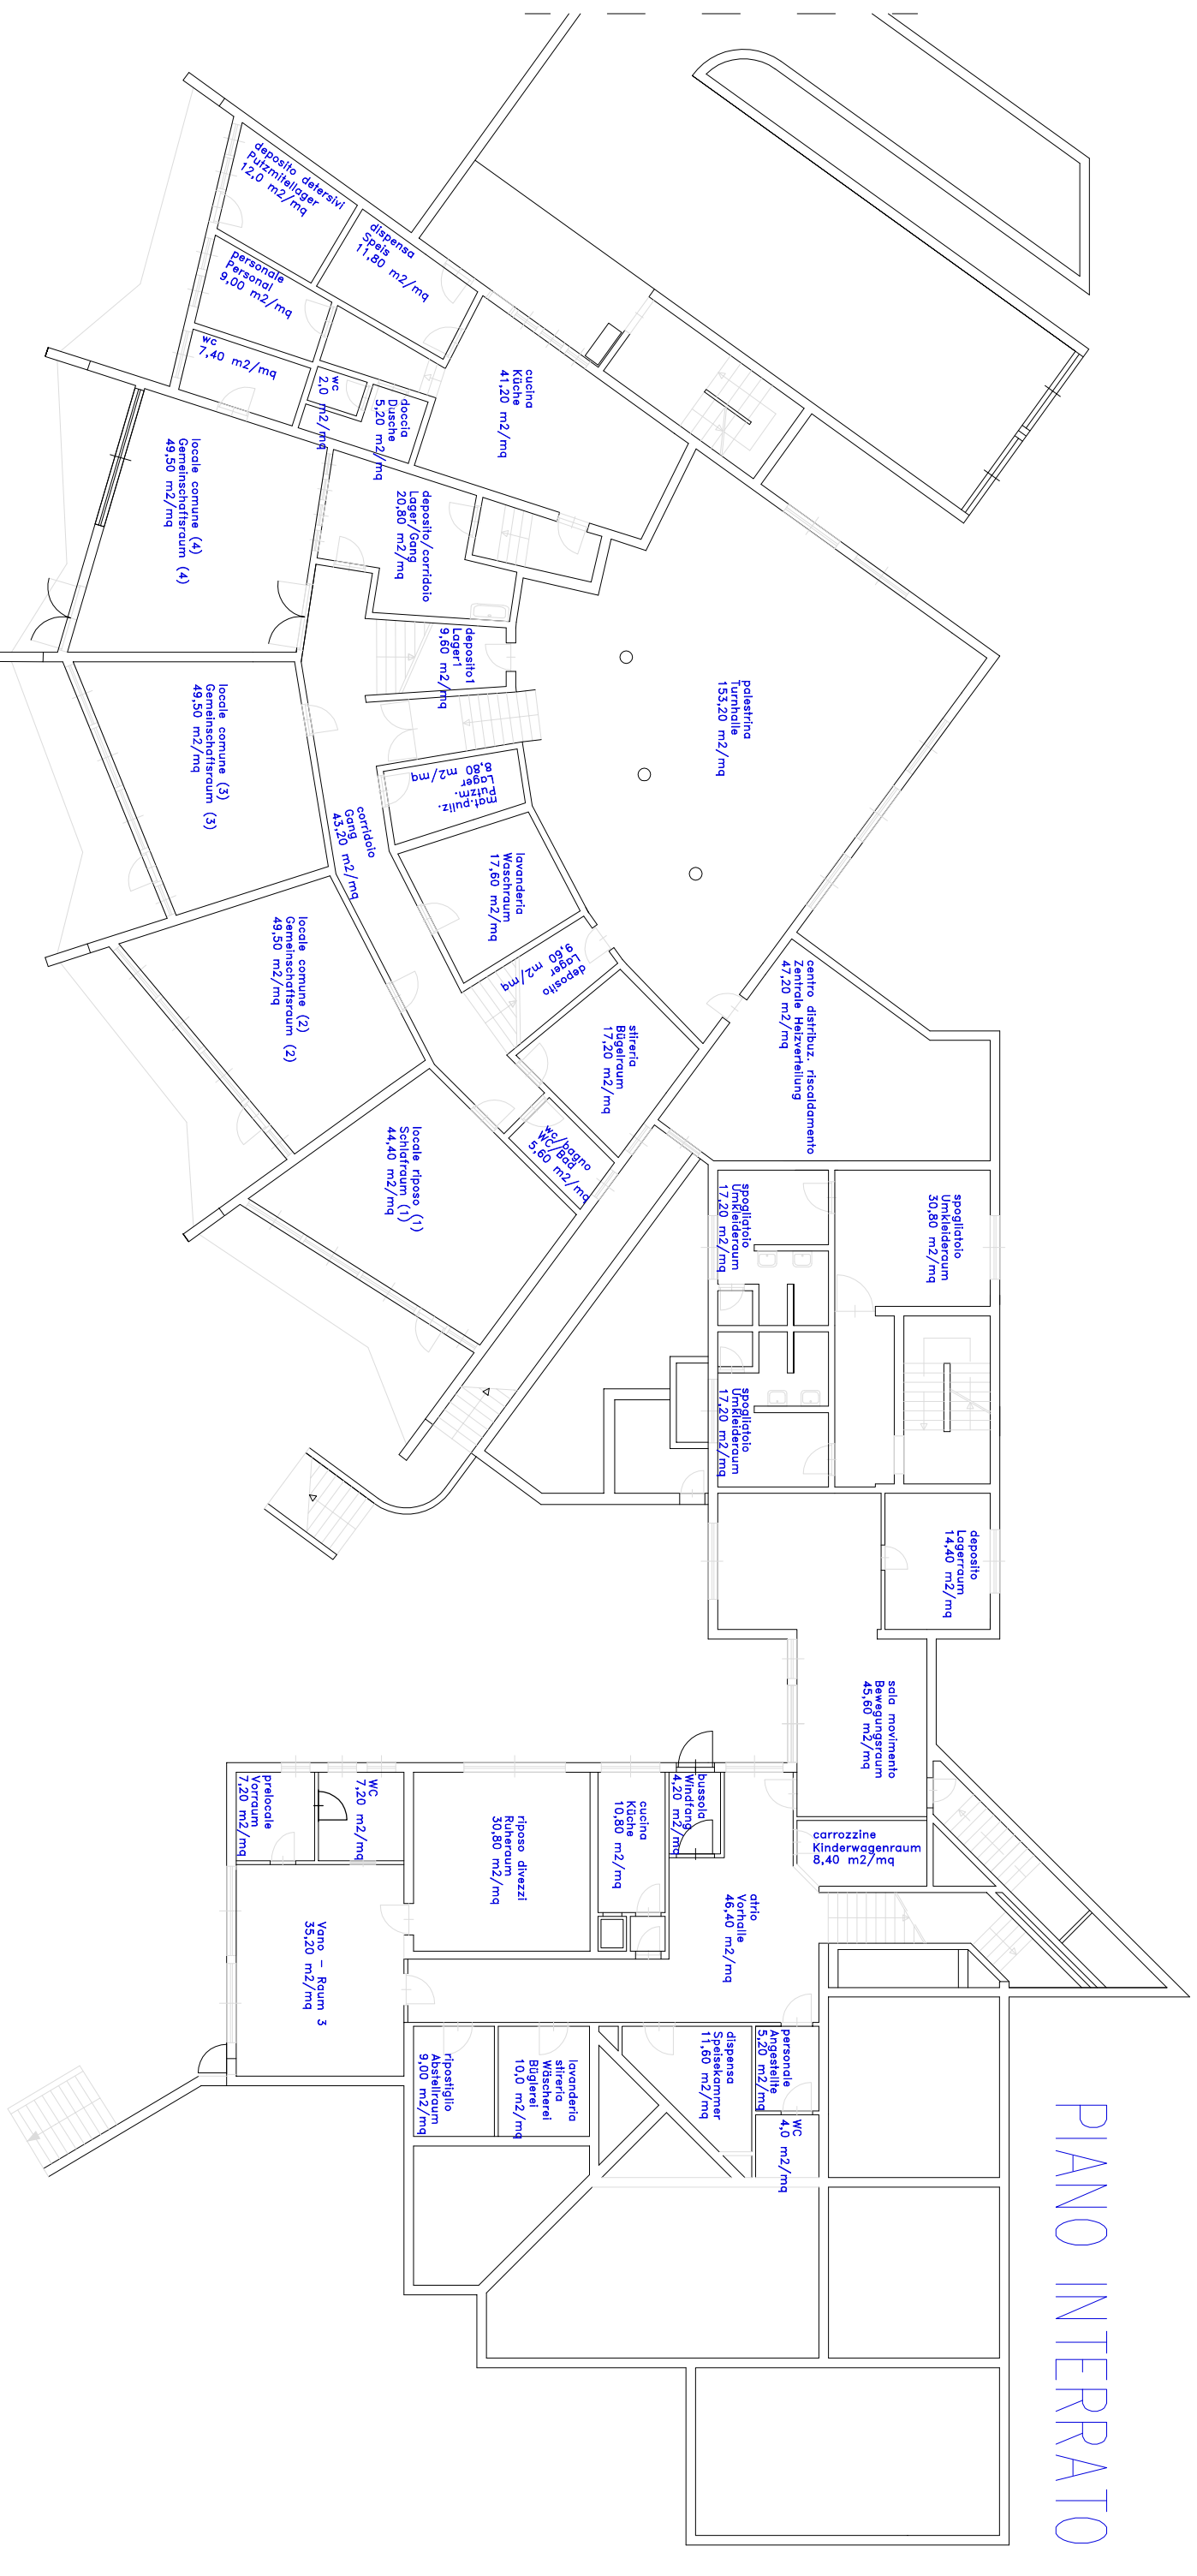 PIANO INTERRATO
deposito detersivi
Putzmittellager
12,0 m2/mq
dispensa
Speis
11,80 m2/mq
personale
Personal
9,00 m2/mq
wc
7,40 m2/mq
wc
2,0 m2/mq
doccia
Dusche
5,20 m2/mq
cucina
Küche
41,20 m2/mq
locale comune (4)
Gemeinschaftsraum (4)
49,50 m2/mq
deposito/corridoio
Lager/Gang
20,80 m2/mq
deposito1
Lager1
9,60 m2/mq
palestrina
Turnhalle
153,20 m2/mq
locale comune (3)
Gemeinschaftsraum (3)
49,50 m2/mq
mat.puliz.
Putzm.
Lager
8,80 m2/mq
corridoio
Gang
43,20 m2/mq
lavanderia
Waschraum
17,60 m2/mq
deposito
Lager
9,60 m2/mq
locale comune (2)
Gemeinschaftsraum (2)
49,50 m2/mq
stireria
Bügelraum
17,20 m2/mq
centro distribuz. riscaldamento
Zentrale Heizverteilung
47,20 m2/mq
wc/bagno
WC/Bad
5,60 m2/mq
locale riposo (1)
Schlafraum (1)
44,40 m2/mq
spogliatoio
Umkleideraum
17,20 m2/mq
spogliatoio
Umkleideraum
30,80 m2/mq
spogliatoio
Umkleideraum
17,20 m2/mq
deposito
Lagerraum
14,40 m2/mq
sala movimento
Bewegungsraum
45,60 m2/mq
carrozzine
Kinderwagenraum
8,40 m2/mq
bussola
Windfang
4,20 m2/mq
cucina
Küche
10,80 m2/mq
riposo divezzi
Ruheraum
30,80 m2/mq
WC
7,20 m2/mq
prelocale
Vorraum
7,20 m2/mq
atrio
Vorhalle
46,40 m2/mq
Vano - Raum 3
35,20 m2/mq
personale
Angestellte
5,20 m2/mq
dispensa
Speisekammer
11,60 m2/mq
lavanderia
stireria
Wäscherei
Büglerei
10,0 m2/mq
ripostiglio
Abstellraum
9,00 m2/mq
WC
4,0 m2/mq